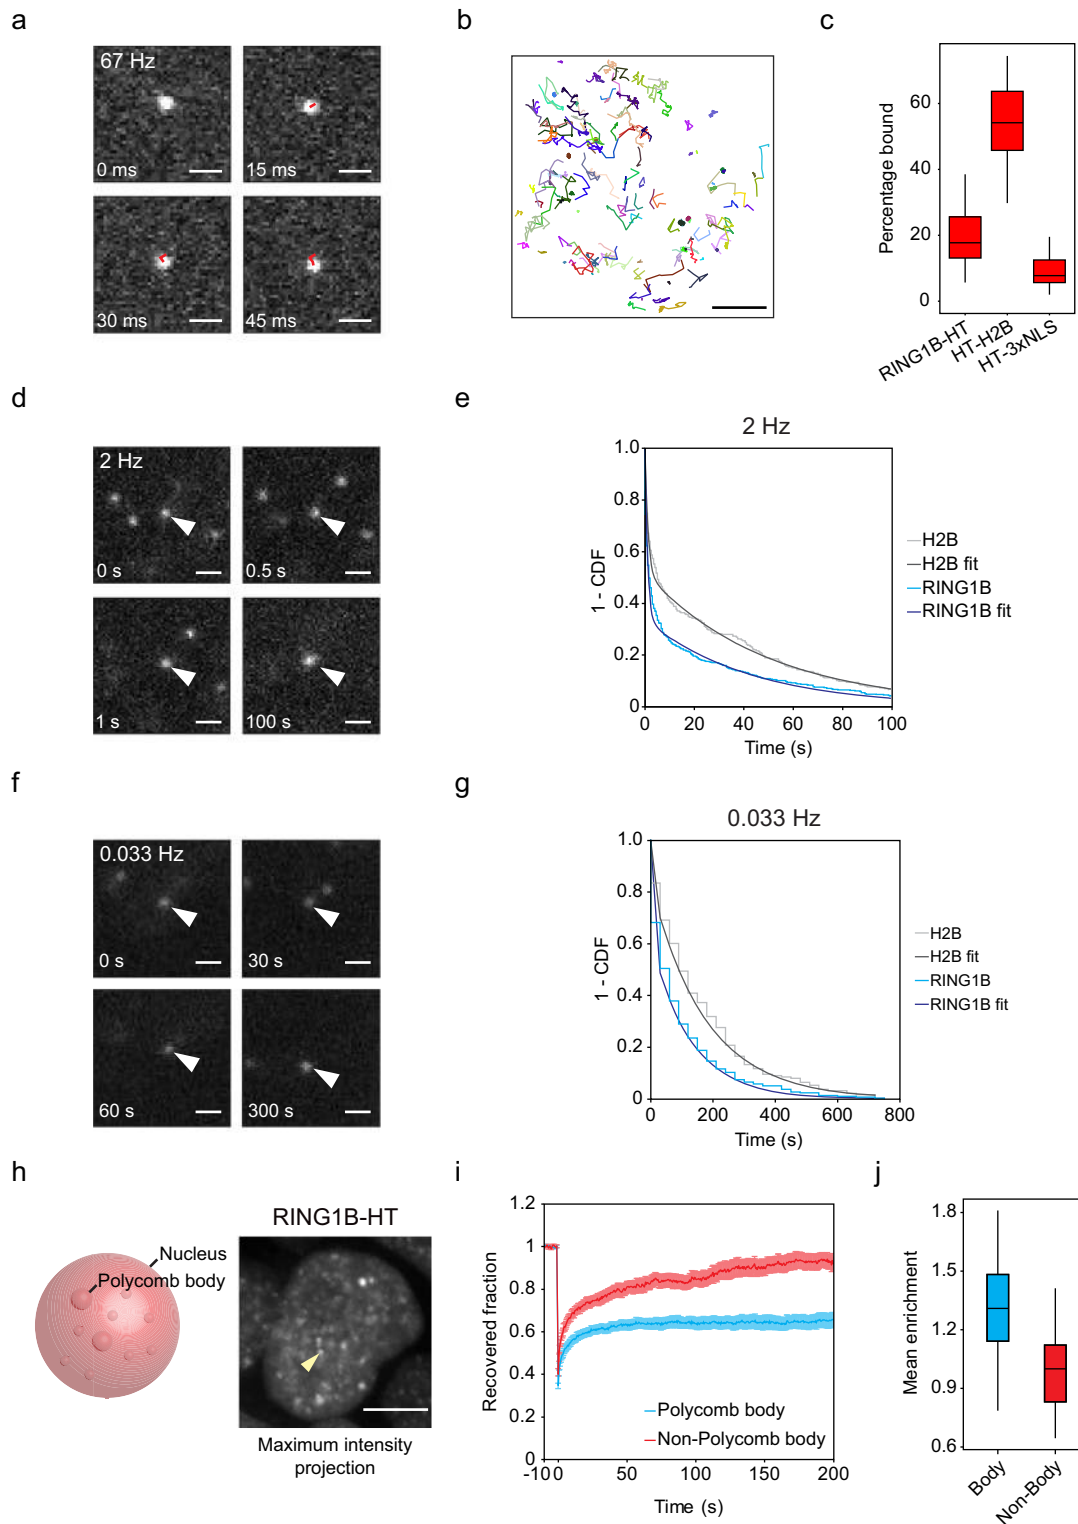 a
67 Hz
0 ms
15 ms
30 ms
45 ms
b
c
Percentage bound
60
40
20
0
RING1B-HT
HT-H2B
HT-3xNLS
d
2 Hz
0 s
0.5 s
1 s
100 s
e
2 Hz
1 - CDF
1.0
0.8
0.6
0.4
0.2
0
0 20 40 60 80 100
Time (s)
H2B
H2B fit
RING1B
RING1B fit
f
0.033 Hz
0 s
30 s
60 s
300 s
g
0.033 Hz
1 - CDF
1.0
0.8
0.6
0.4
0.2
0
0 200 400 600 800
Time (s)
H2B
H2B fit
RING1B
RING1B fit
h
Nucleus
Polycomb body
RING1B-HT
Maximum intensity
projection
i
Recovered fraction
1.2
1
0.8
0.6
0.4
0.2
0
-10 0 50 100 150 200
Time (s)
Polycomb body
Non-Polycomb body
j
Mean enrichment
1.8
1.5
1.2
0.9
0.6
Body
Non-Body